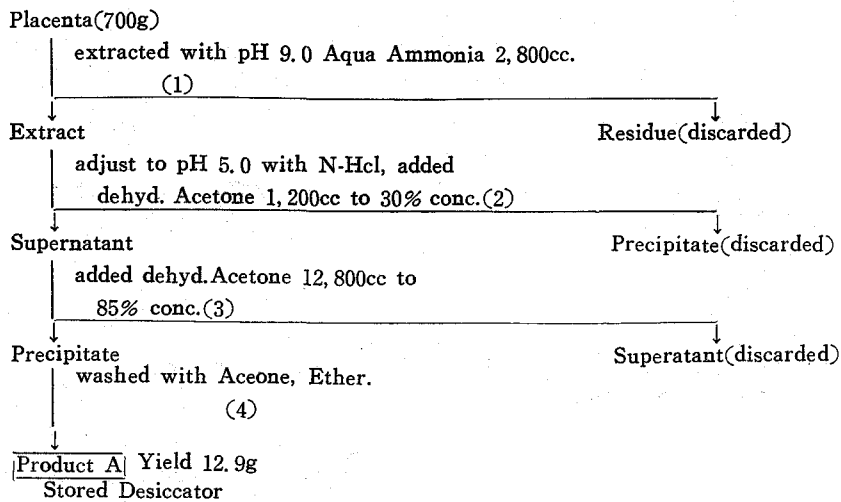 Placenta(700g)
extracted with pH 9.0 Aqua Ammonia 2,800cc.
(1)
Extract Residue(discarded)
adjust to pH 5.0 with N-Hcl, added
dehyd. Acetone 1,200cc to 30% conc.(2)
Supernatant Precipitate(discarded)
added dehyd.Acetone 12,800cc to
85% conc.(3)
Precipitate Superatant(discarded)
washed with Aceone, Ether.
(4)
Product A Yield 12.9g
Stored Desiccator